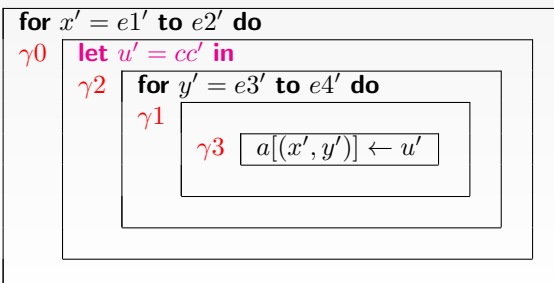 for x′ = e1′ to e2′ do
γ0 let u′ = cc′ in
γ2 for y′ = e3′ to e4′ do
γ1
γ3 a[(x′, y′)] ← u′